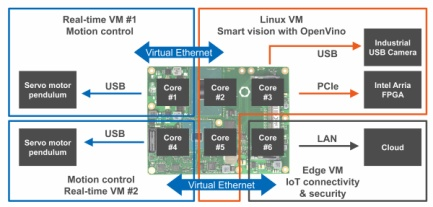 Real-time VM #1
Motion control
Linux VM
Smart vision with OpenVino
Virtual Ethernet
USB
Industrial
USB Camera
Servo motor
pendulum
USB
Core
#1
Core
#2
Core
#3
PCIe
Intel Arria
FPGA
Servo motor
pendulum
USB
Core
#4
Core
#5
Core
#6
LAN
Cloud
Motion control
Real-time VM #2
Virtual Ethernet
Edge VM
IoT connectivity
& security